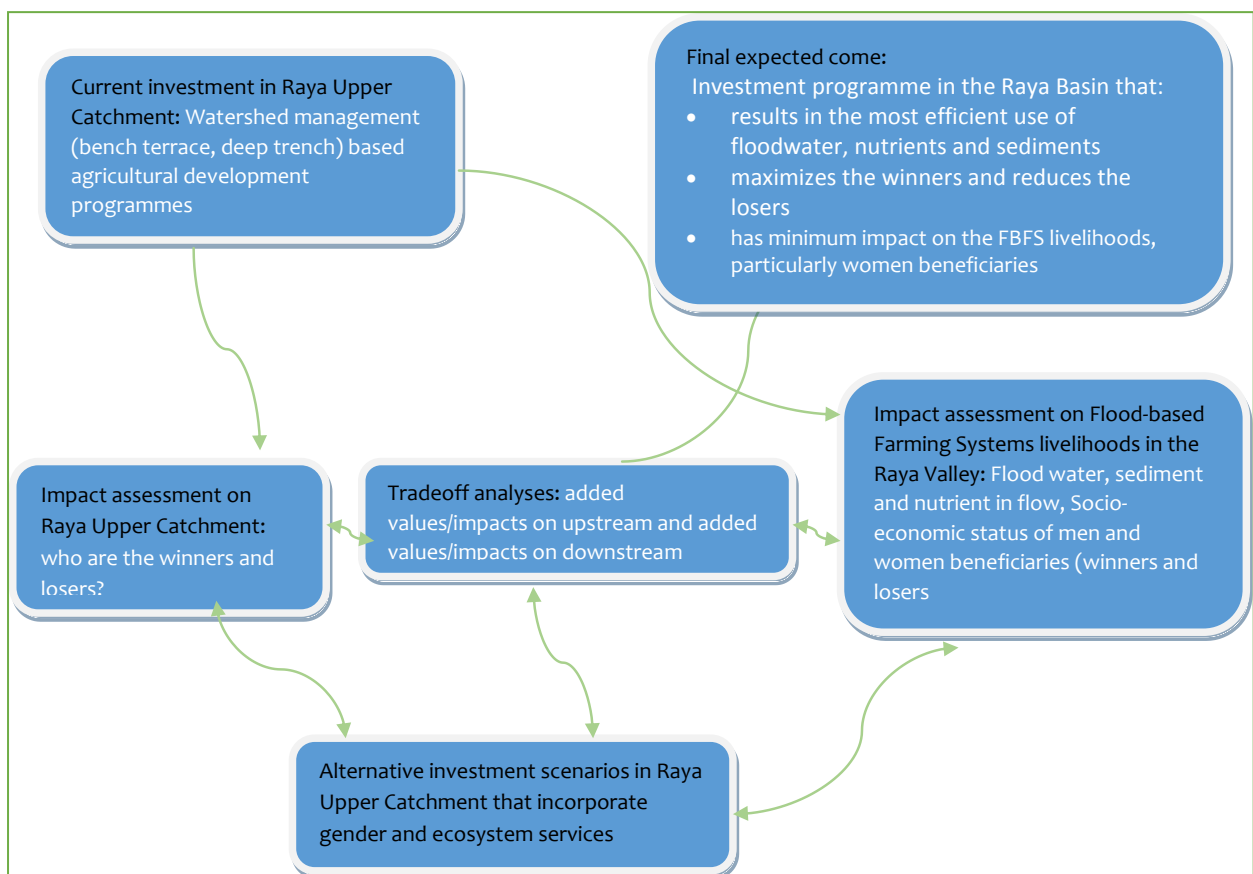 Current investment in Raya Upper
Catchment: Watershed management
(bench terrace, deep trench) based
agricultural development
programmes
Final expected come:
Investment programme in the Raya Basin that:
• results in the most efficient use of
floodwater, nutrients and sediments
• maximizes the winners and reduces the
losers
• has minimum impact on the FBFS livelihoods,
particularly women beneficiaries
Impact assessment on
Raya Upper Catchment:
who are the winners and
losers?
Tradeoff analyses: added
values/impacts on upstream and added
values/impacts on downstream
Impact assessment on Flood-based
Farming Systems livelihoods in the
Raya Valley: Flood water, sediment
and nutrient in flow, Socio-
economic status of men and
women beneficiaries (winners and
losers
Alternative investment scenarios in Raya
Upper Catchment that incorporate
gender and ecosystem services